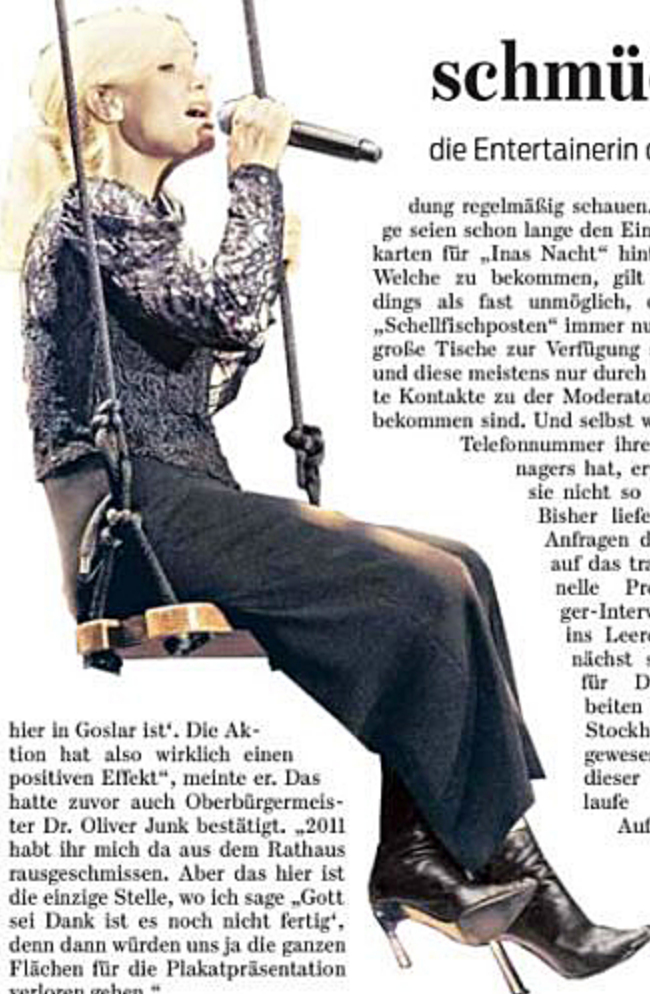 schmü
die Entertainerin
dung regelmäßig schauen.
ge seien schon lange den Ein
karten für „Inas Nacht“ hint
Welche zu bekommen, gilt
dings als fast unmöglich,
„Schellfischposten“ immer nu
große Tische zur Verfügung
und diese meistens nur durch
te Kontakte zu der Moderato
bekommen sind. Und selbst w
Telefonnummer ihre
nagers hat, er
sie nicht so
Bisher liefe
Anfragen d
auf das tra
nelle Pre
ger-Interv
ins Leere
nächst s
für D
beiten
Stockh
gewesen
dieser
laufe
Auf
hier in Goslar ist‘. Die Ak-
tion hat also wirklich einen
positiven Effekt“, meinte er. Das
hatte zuvor auch Oberbürgermeis-
ter Dr. Oliver Junk bestätigt. „2011
habt ihr mich da aus dem Rathaus
rausgeschmissen. Aber das hier ist
die einzige Stelle, wo ich sage „Gott
sei Dank ist es noch nicht fertig‘,
denn dann würden uns ja die ganzen
Flächen für die Plakatpräsentation
verloren gehen.“